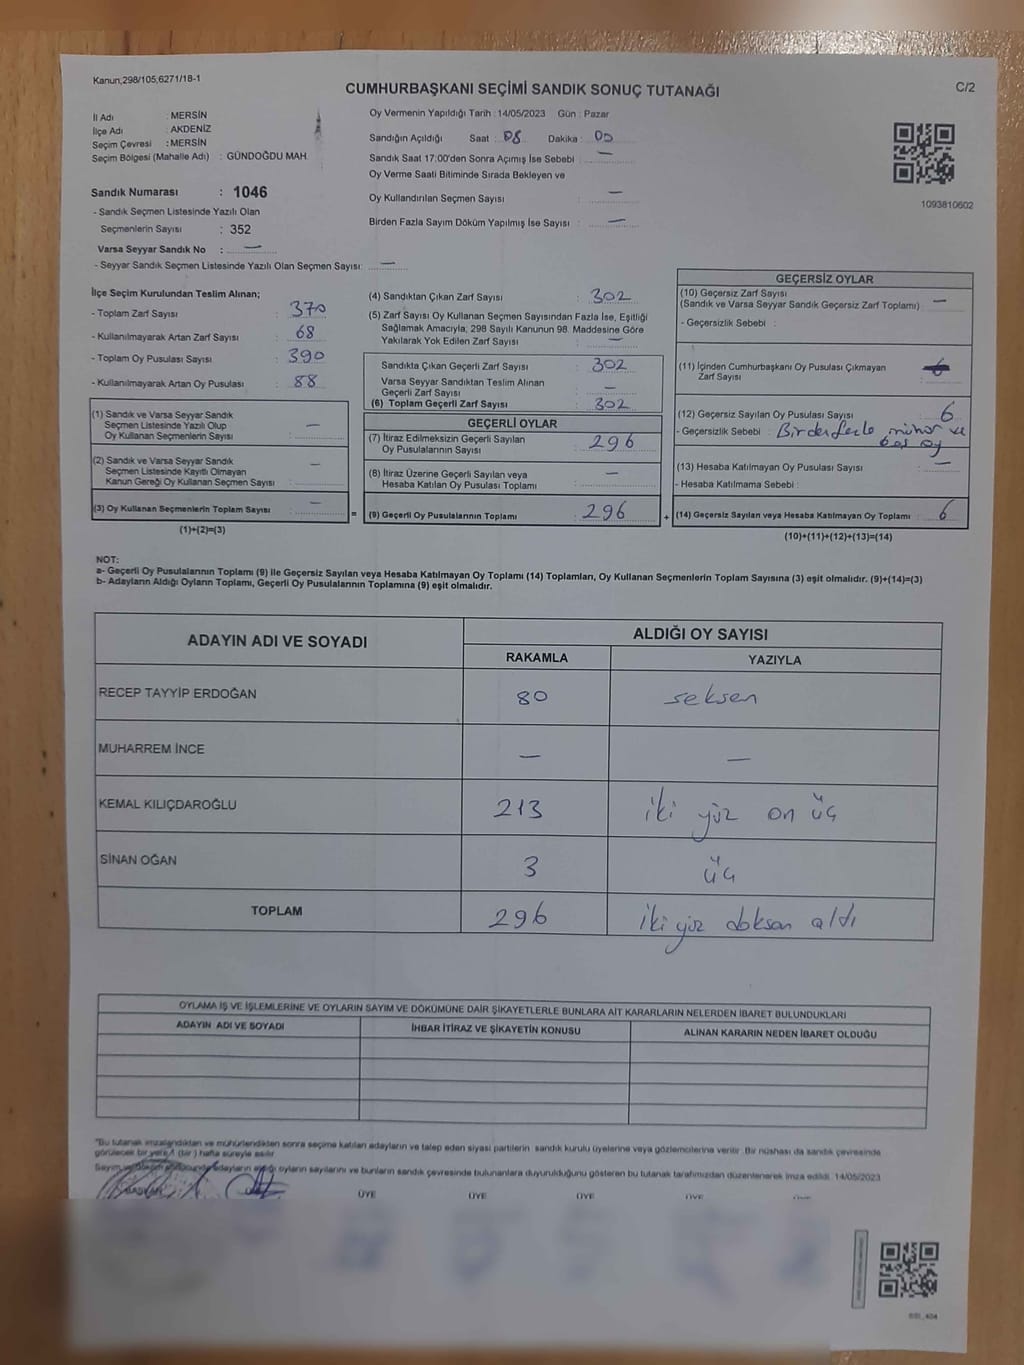 Kanun;298/105;6271/18-1
CUMHURBAŞKANI SEÇİMİ SANDIK SONUÇ TUTANAĞI
C/2
İl Adı : MERSİN
İlçe Adı : AKDENİZ
Seçim Çevresi : MERSİN
Seçim Bölgesi (Mahalle Adı) : GÜNDOĞDU MAH.
Sandık Numarası : 1046
- Sandık Seçmen Listesinde Yazılı Olan
Seçmenlerin Sayısı : 352
Varsa Seyyar Sandık No : —
- Seyyar Sandık Seçmen Listesinde Yazılı Olan Seçmen Sayısı: —
Oy Vermenin Yapıldığı Tarih : 14/05/2023 Gün : Pazar
Sandığın Açıldığı Saat : 08 Dakika : 00
Sandık Saat 17:00'den Sonra Açımış İse Sebebi : —
Oy Verme Saati Bitiminde Sırada Bekleyen ve
Oy Kullandırılan Seçmen Sayısı : —
Birden Fazla Sayım Döküm Yapılmış İse Sayısı : —
1093810602
İlçe Seçim Kurulundan Teslim Alınan;
- Toplam Zarf Sayısı : 370
- Kullanılmayarak Artan Zarf Sayısı : 68
- Toplam Oy Pusulası Sayısı : 390
- Kullanılmayarak Artan Oy Pusulası : 88
(1) Sandık ve Varsa Seyyar Sandık
Seçmen Listesinde Yazılı Olup
Oy Kullanan Seçmenlerin Sayısı : —
(2) Sandık ve Varsa Seyyar Sandık
Seçmen Listesinde Kayıtlı Olmayan
Kanun Gereği Oy Kullanan Seçmen Sayısı : —
(3) Oy Kullanan Seçmenlerin Toplam Sayısı : —
(1)+(2)=(3)
(4) Sandıktan Çıkan Zarf Sayısı : 302
(5) Zarf Sayısı Oy Kullanan Seçmen Sayısından Fazla İse, Eşitliği
Sağlamak Amacıyla, 298 Sayılı Kanunun 98. Maddesine Göre
Yakılarak Yok Edilen Zarf Sayısı : —
Sandıkta Çıkan Geçerli Zarf Sayısı : 302
Varsa Seyyar Sandıktan Teslim Alınan
Geçerli Zarf Sayısı : —
(6) Toplam Geçerli Zarf Sayısı : 302
GEÇERLİ OYLAR
(7) İtiraz Edilmeksizin Geçerli Sayılan
Oy Pusulalarının Sayısı : 296
(8) İtiraz Üzerine Geçerli Sayılan veya
Hesaba Katılan Oy Pusulası Toplamı : —
= (9) Geçerli Oy Pusulalarının Toplamı : 296
GEÇERSİZ OYLAR
(10) Geçersiz Zarf Sayısı
(Sandık ve Varsa Seyyar Sandık Geçersiz Zarf Toplamı) : —
- Geçersizlik Sebebi :
(11) İçinden Cumhurbaşkanı Oy Pusulası Çıkmayan
Zarf Sayısı :
(12) Geçersiz Sayılan Oy Pusulası Sayısı : 6
- Geçersizlik Sebebi : Birden fazla mühür ve
boş oy
(13) Hesaba Katılmayan Oy Pusulası Sayısı : —
- Hesaba Katılmama Sebebi :
+ (14) Geçersiz Sayılan veya Hesaba Katılmayan Oy Toplamı : 6
(10)+(11)+(12)+(13)=(14)
NOT:
a- Geçerli Oy Pusulalarının Toplamı (9) ile Geçersiz Sayılan veya Hesaba Katılmayan Oy Toplamı (14) Toplamları, Oy Kullanan Seçmenlerin Toplam Sayısına (3) eşit olmalıdır. (9)+(14)=(3)
b- Adayların Aldığı Oyların Toplamı, Geçerli Oy Pusulalarının Toplamına (9) eşit olmalıdır.
ADAYIN ADI VE SOYADI
ALDIĞI OY SAYISI
RAKAMLA YAZIYLA
RECEP TAYYİP ERDOĞAN 80 seksen
MUHARREM İNCE — —
KEMAL KILIÇDAROĞLU 213 iki yüz on üç
SİNAN OĞAN 3 üç
TOPLAM 296 iki yüz doksan altı
OYLAMA İŞ VE İŞLEMLERİNE VE OYLARIN SAYIM VE DÖKÜMÜNE DAİR ŞİKAYETLERLE BUNLARA AİT KARARLARIN NELERDEN İBARET BULUNDUKLARI
ADAYIN ADI VE SOYADI İHBAR İTİRAZ VE ŞİKAYETİN KONUSU ALINAN KARARIN NEDEN İBARET OLDUĞU
"Bu tutanak imzalandıktan ve mühürlendikten sonra seçime katılan adayların ve talep eden siyasi partilerin sandık kurulu üyelerine veya gözlemcilerine verilir. Bir nüshası da sandık çevresinde
görülecek bir yere 1 (bir ) hafta süreyle asılır.
adayların aldığı oyların sayılarını ve bunların sandık çevresinde bulunanlara duyurulduğunu gösteren bu tutanak tarafımızdan düzenlenerek imza edildi. 14/05/2023
BAŞKAN ÜYE ÜYE ÜYE ÜYE ÜYE